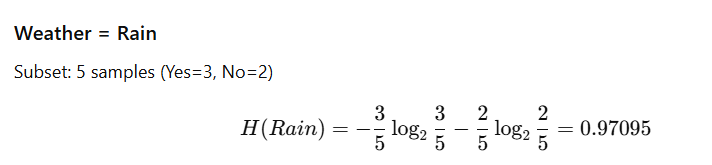 Weather = Rain
Subset: 5 samples (Yes=3, No=2)
H(Rain) = −3/5 log₂ 3/5 − 2/5 log₂ 2/5 = 0.97095